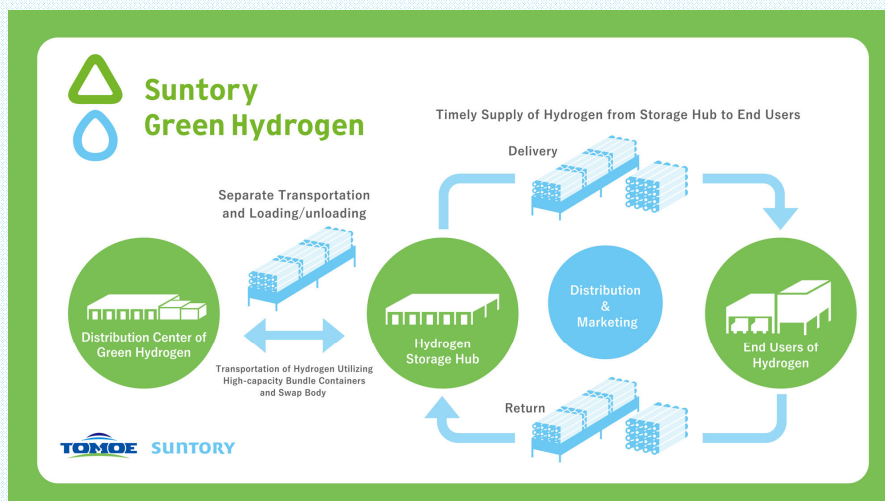 Suntory
Green Hydrogen
Timely Supply of Hydrogen from Storage Hub to End Users
Delivery
Separate Transportation
and Loading/unloading
Distribution Center of
Green Hydrogen
Transportation of Hydrogen Utilizing
High-capacity Bundle Containers
and Swap Body
Hydrogen
Storage Hub
Distribution
&
Marketing
End Users of
Hydrogen
Return
TOMOE
SUNTORY